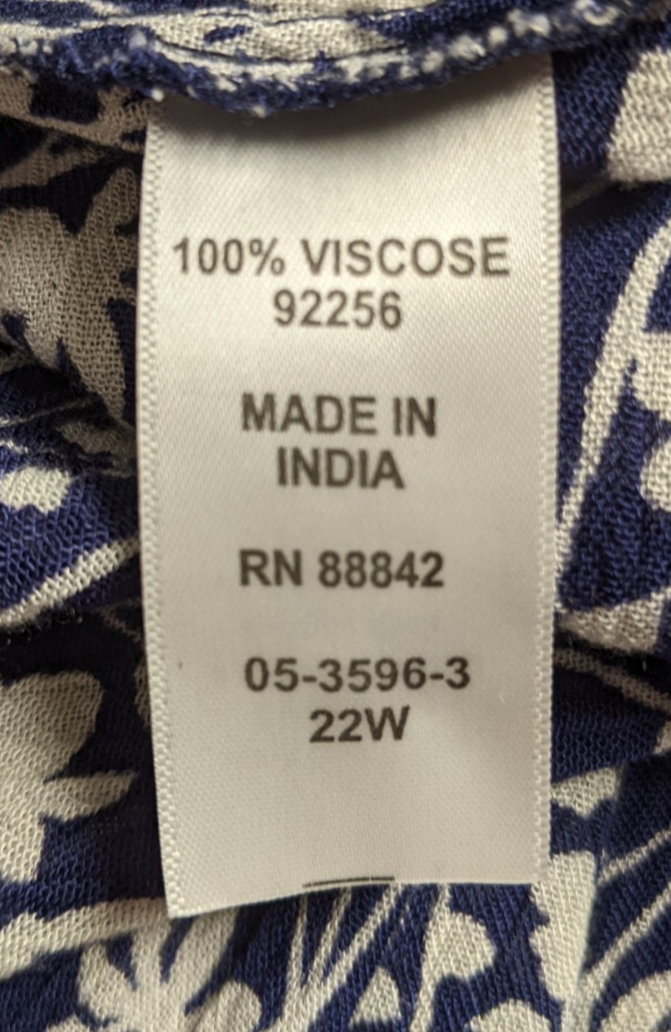 100% VISCOSE
92256
MADE IN
INDIA
RN 88842
05-3596-3
22W